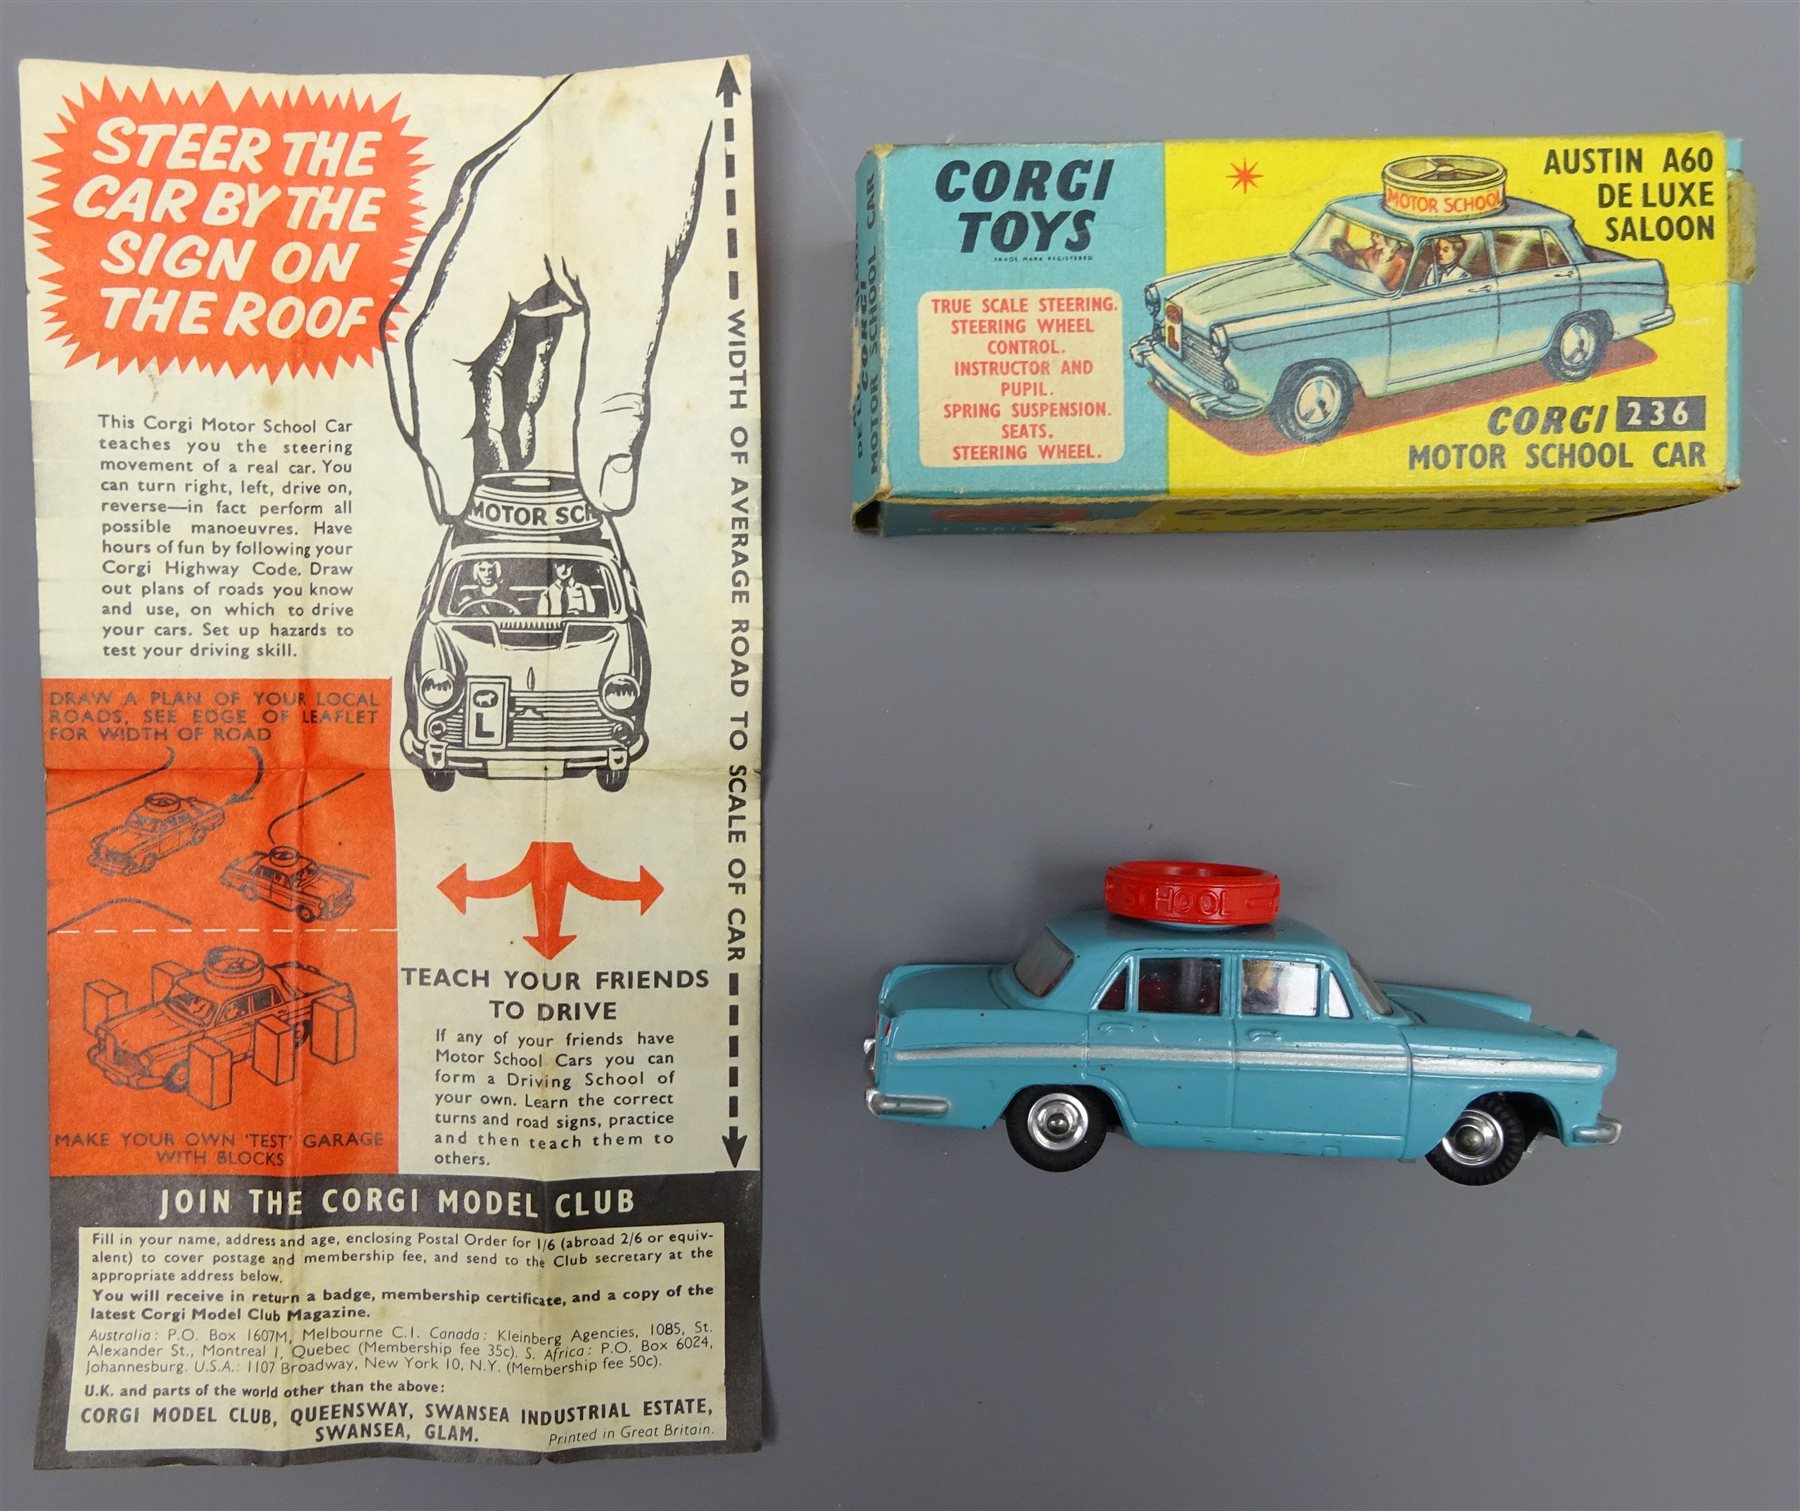 STEER THE
CAR BY THE
SIGN ON
THE ROOF
This Corgi Motor School Car
teaches you the steering
movement of a real car. You
can turn right, left, drive on,
reverse—in fact perform all
possible manoeuvres. Have
hours of fun by following your
Corgi Highway Code. Draw
out plans of roads you know
and use, on which to drive
your cars. Set up hazards to
test your driving skill.
MOTOR SCH
L
WIDTH OF AVERAGE ROAD TO SCALE OF CAR
DRAW A PLAN OF YOUR LOCAL
ROADS, SEE EDGE OF LEAFLET
FOR WIDTH OF ROAD
MAKE YOUR OWN 'TEST' GARAGE
WITH BLOCKS
TEACH YOUR FRIENDS
TO DRIVE
If any of your friends have
Motor School Cars you can
form a Driving School of
your own. Learn the correct
turns and road signs, practice
and then teach them to
others.
JOIN THE CORGI MODEL CLUB
Fill in your name, address and age, enclosing Postal Order for 1/6 (abroad 2/6 or equiv-
alent) to cover postage and membership fee, and send to the Club secretary at the
appropriate address below.
You will receive in return a badge, membership certificate, and a copy of the
latest Corgi Model Club Magazine.
Australia: P.O. Box 1607M, Melbourne C.1. Canada: Kleinberg Agencies, 1085, St.
Alexander St., Montreal 1, Quebec (Membership fee 35c). S. Africa: P.O. Box 6024,
Johannesburg. U.S.A.: 1107 Broadway, New York 10, N.Y. (Membership fee 50c).
U.K. and parts of the world other than the above:
CORGI MODEL CLUB, QUEENSWAY, SWANSEA INDUSTRIAL ESTATE,
SWANSEA, GLAM.
Printed in Great Britain.
CORGI
TOYS
TRADE MARK REGISTERED
TRUE SCALE STEERING.
STEERING WHEEL
CONTROL.
INSTRUCTOR AND
PUPIL.
SPRING SUSPENSION.
SEATS.
STEERING WHEEL.
MOTOR SCHOOL
L
AUSTIN A60
DE LUXE
SALOON
CORGI 236
MOTOR SCHOOL CAR
CORGI
MOTOR SCHOOL CAR
CORGI TOYS
SCHOOL